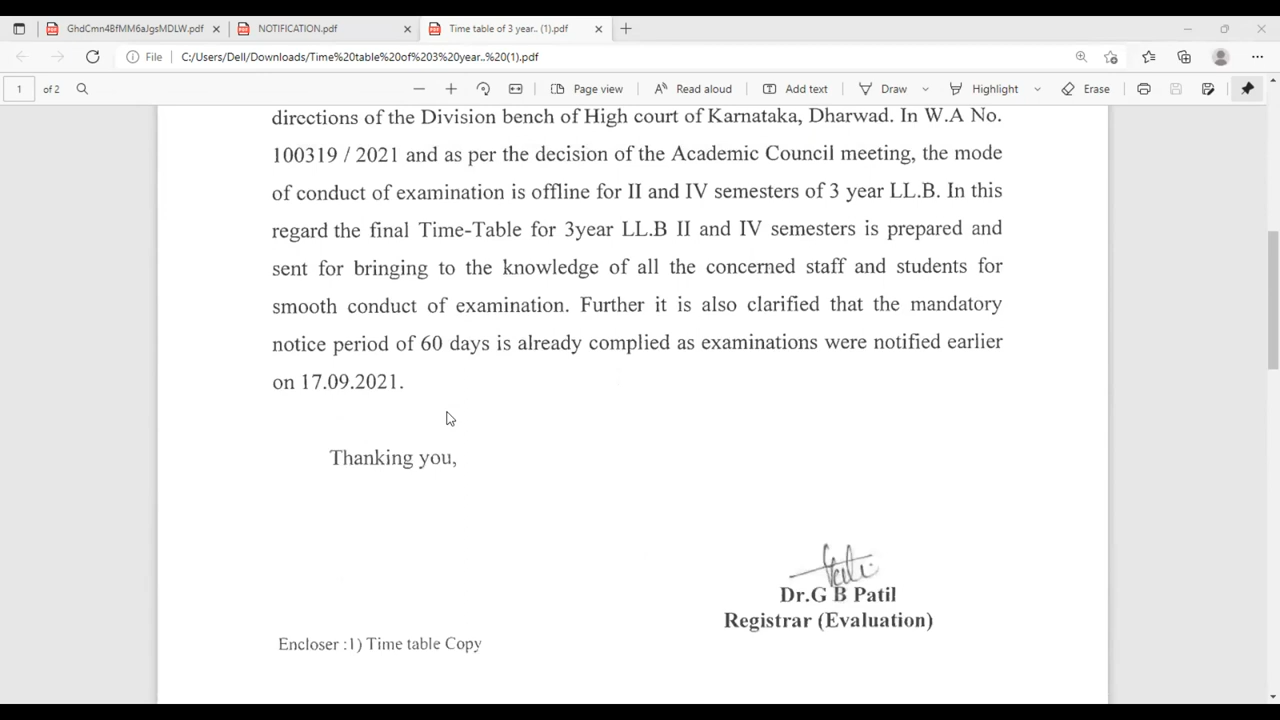 GhdCmn4BfMM6aJgsMDLW.pdf
NOTIFICATION.pdf
Time table of 3 year.. (1).pdf
File
C:/Users/Dell/Downloads/Time%20table%20of%203%20year..%20(1).pdf
1 of 2
Page view
Read aloud
Add text
Draw
Highlight
Erase
directions of the Division bench of High court of Karnataka, Dharwad. In W.A No.
100319 / 2021 and as per the decision of the Academic Council meeting, the mode
of conduct of examination is offline for II and IV semesters of 3 year LL.B. In this
regard the final Time-Table for 3year LL.B II and IV semesters is prepared and
sent for bringing to the knowledge of all the concerned staff and students for
smooth conduct of examination. Further it is also clarified that the mandatory
notice period of 60 days is already complied as examinations were notified earlier
on 17.09.2021.
Thanking you,
Dr.G B Patil
Registrar (Evaluation)
Encloser :1) Time table Copy